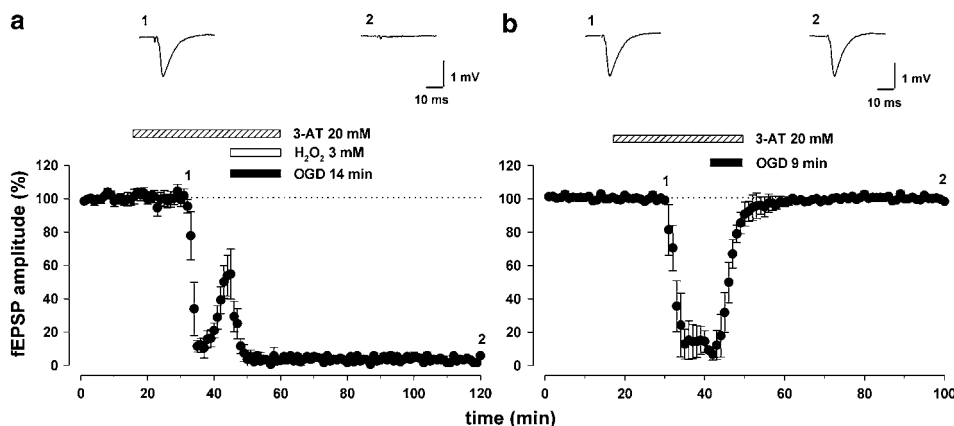 a
1
2
1 mV
10 ms
3-AT 20 mM
H₂O₂ 3 mM
OGD 14 min
fEPSP amplitude (%)
120
100
80
60
40
20
0
1
2
0 20 40 60 80 100 120
b
1
2
1 mV
10 ms
3-AT 20 mM
OGD 9 min
120
100
80
60
40
20
0
1
2
0 20 40 60 80 100
time (min)